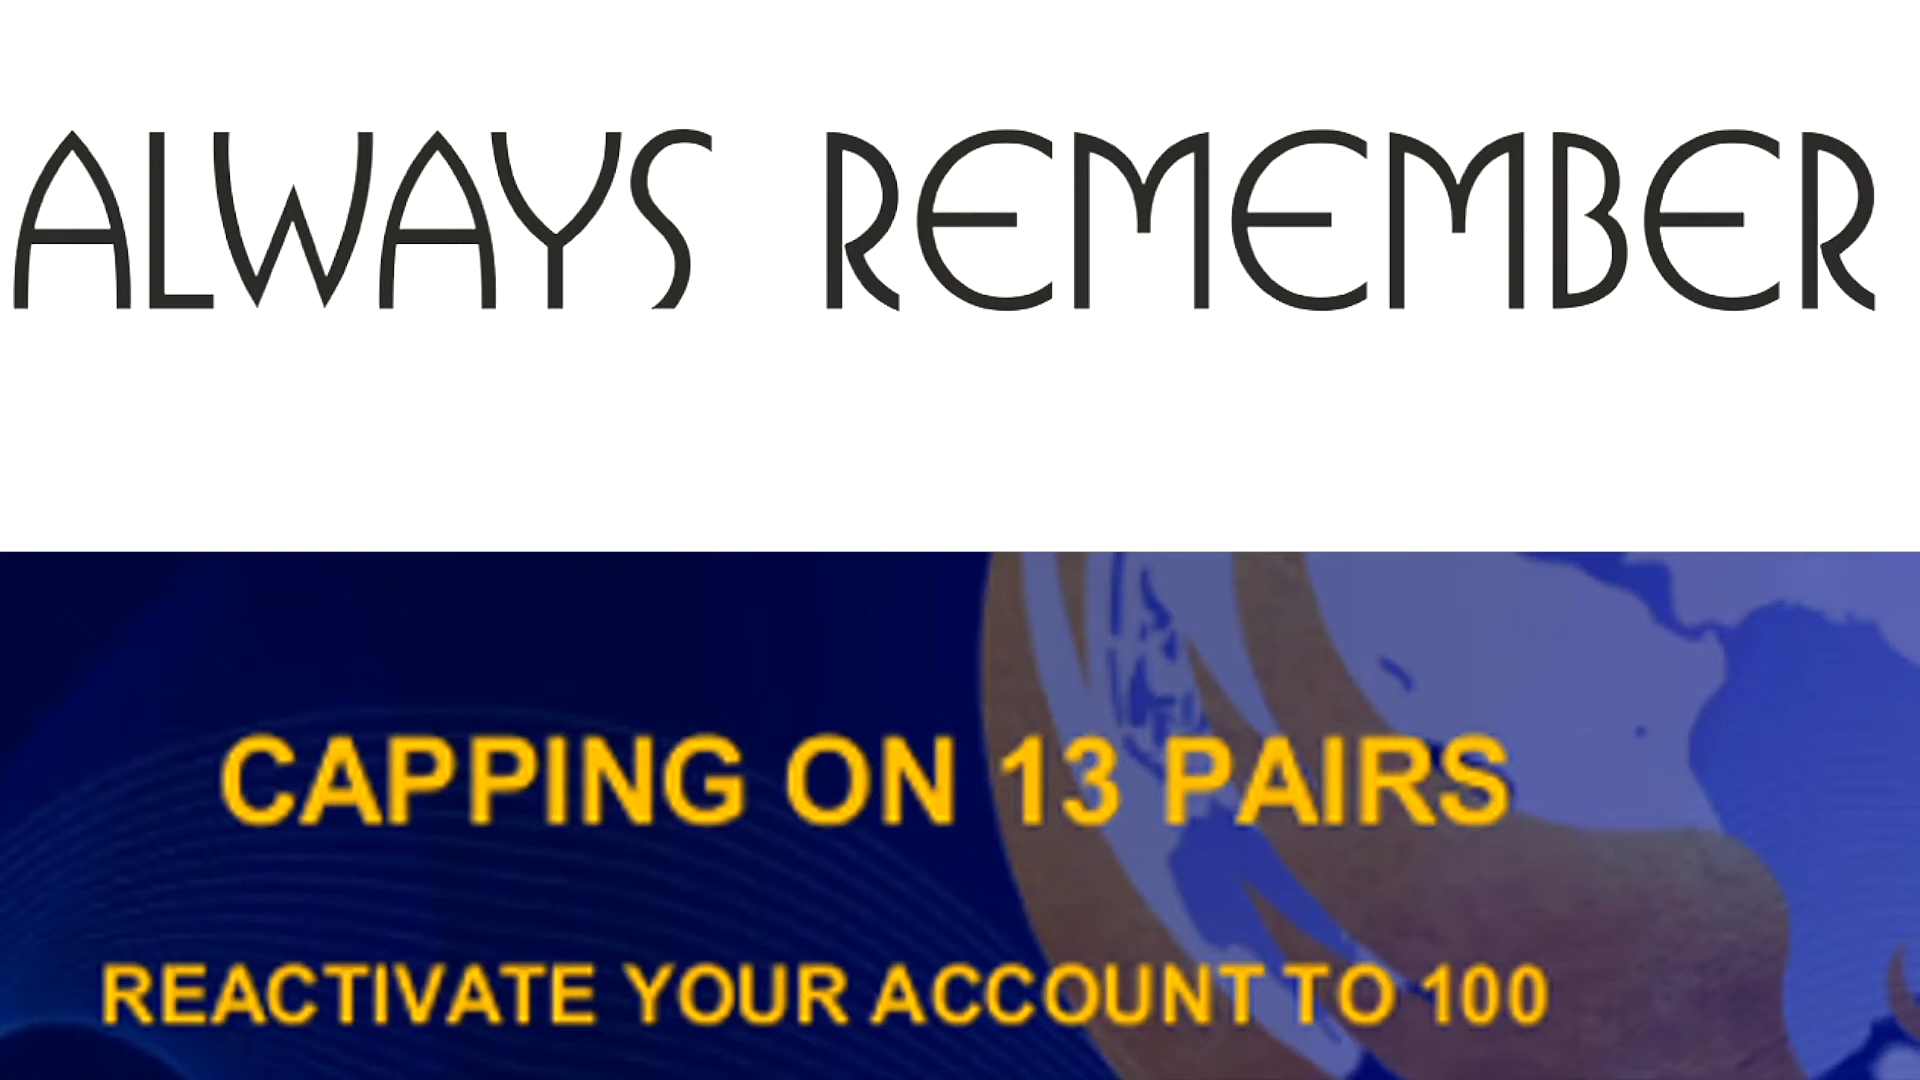 ALWAYS REMEMBER
CAPPING ON 13 PAIRS
REACTIVATE YOUR ACCOUNT TO 100